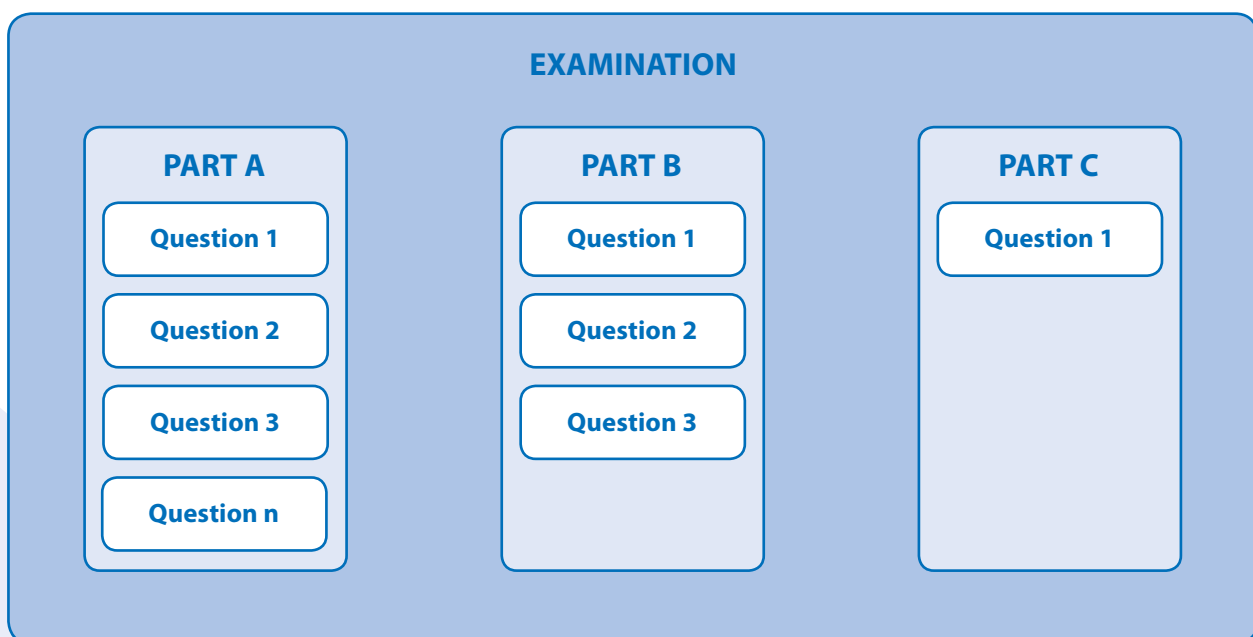 EXAMINATION
PART A
Question 1
Question 2
Question 3
Question n
PART B
Question 1
Question 2
Question 3
PART C
Question 1